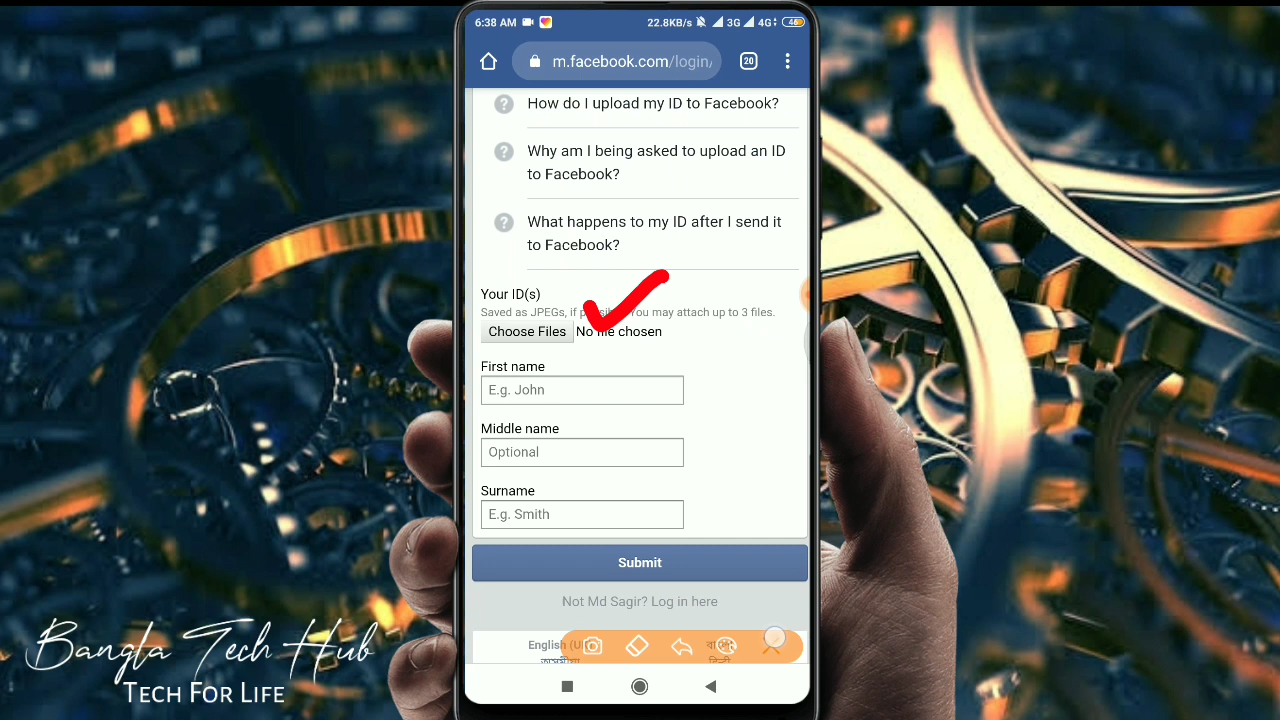 6:38 AM 22.8KB/s 3G 4G 46
m.facebook.com/login/ 20
How do I upload my ID to Facebook?
Why am I being asked to upload an ID
to Facebook?
What happens to my ID after I send it
to Facebook?
Your ID(s)
Saved as JPEGs, if possible. You may attach up to 3 files.
Choose Files No file chosen
First name
E.g. John
Middle name
Optional
Surname
E.g. Smith
Submit
Not Md Sagir? Log in here
English (U
অসমীয়া
Bangla Tech Hub
TECH FOR LIFE